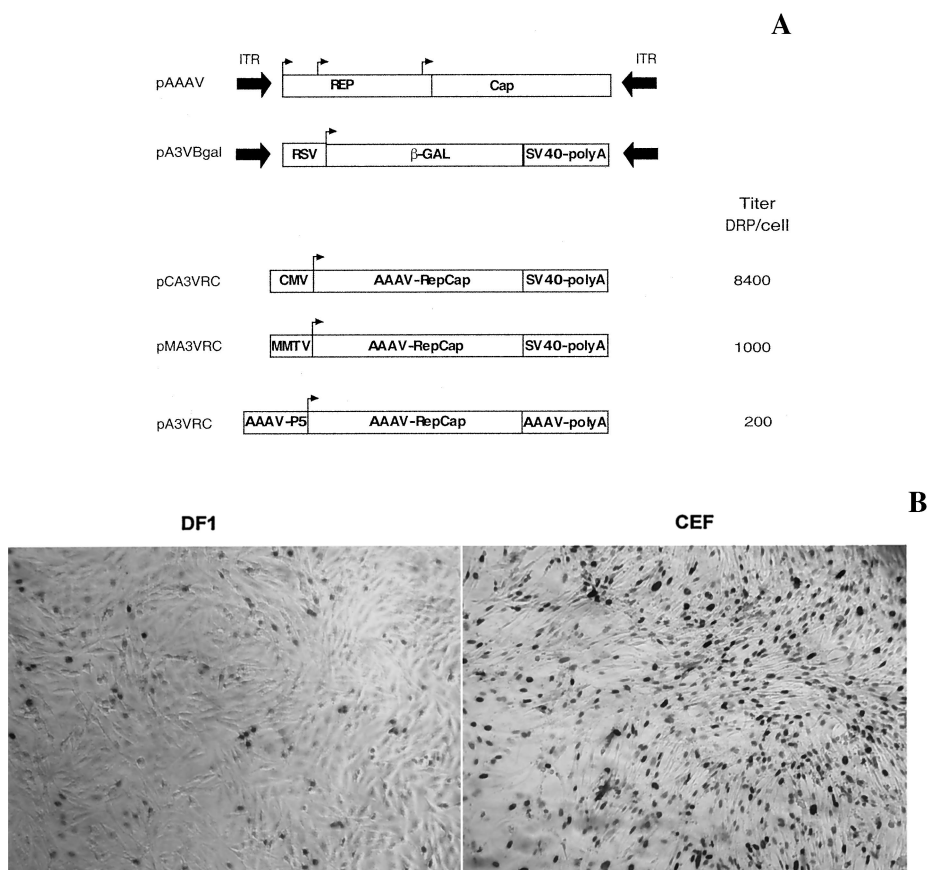 A
ITR ITR
pAAAV REP Cap
pA3VBgal RSV β-GAL SV40-polyA
Titer
DRP/cell
pCA3VRC CMV AAAV-RepCap SV40-polyA 8400
pMA3VRC MMTV AAAV-RepCap SV40-polyA 1000
pA3VRC AAAV-P5 AAAV-RepCap AAAV-polyA 200
B
DF1 CEF